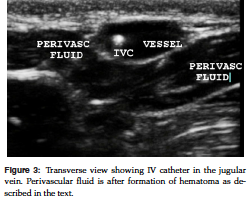 PERIVASC
FLUID
IVC
VESSEL
PERIVASC
FLUID
Figure 3: Transverse view showing IV catheter in the jugular
vein. Perivascular fluid is after formation of hematoma as de-
scribed in the text.